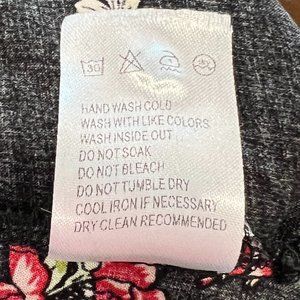 30
HAND WASH COLD
WASH WITH LIKE COLORS
WASH INSIDE OUT
DO NOT SOAK
DO NOT BLEACH
DO NOT TUMBLE DRY
COOL IRON IF NECESSARY
DRY CLEAN RECOMMENDED